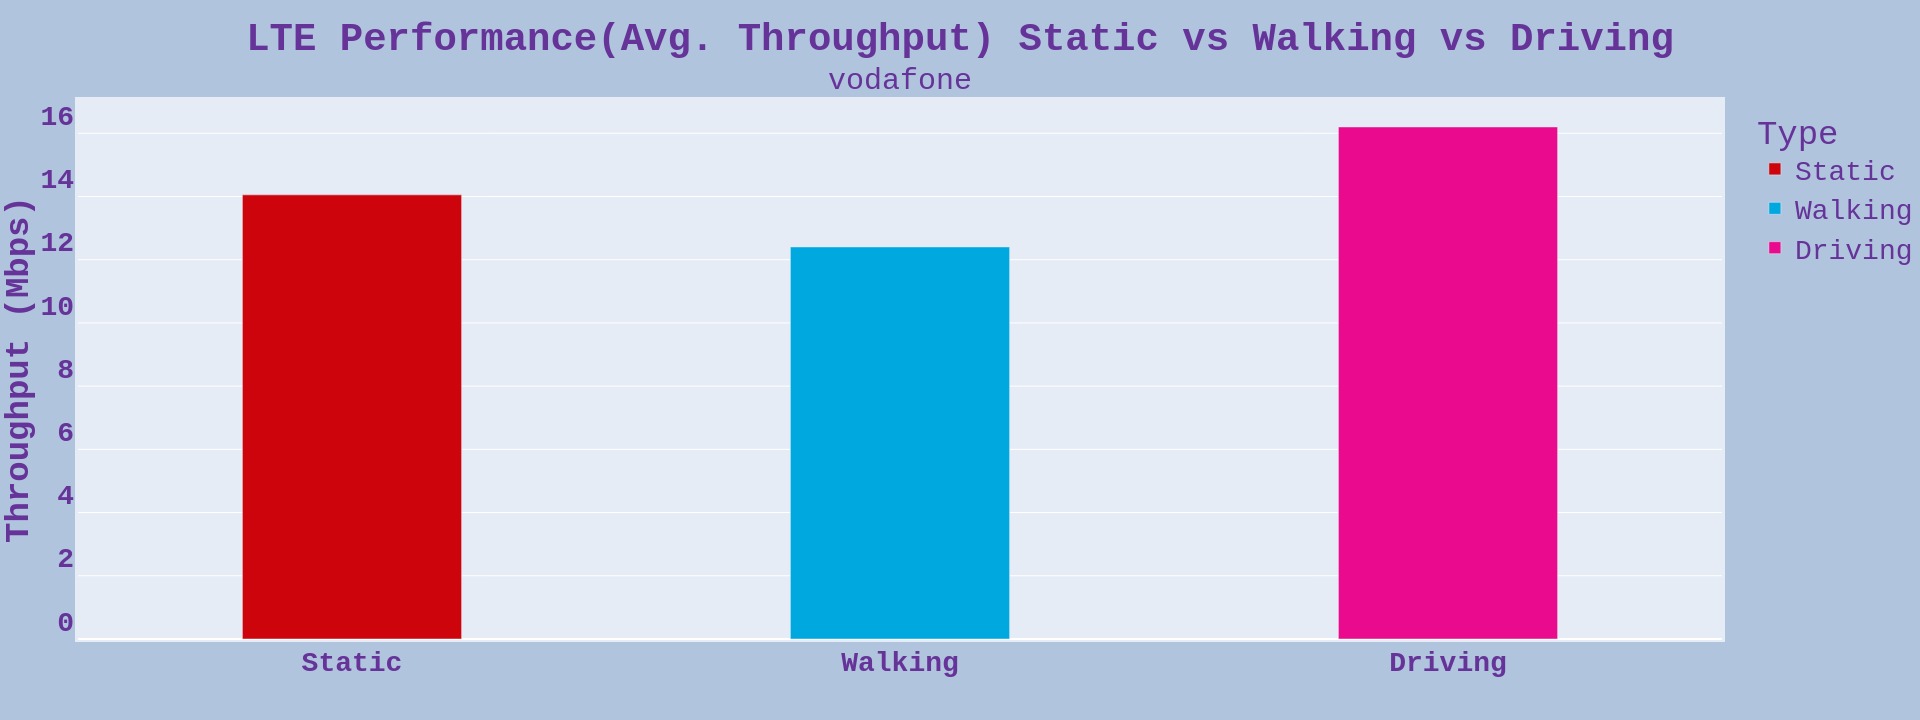 LTE Performance(Avg. Throughput) Static vs Walking vs Driving
vodafone
Throughput (Mbps)
16
14
12
10
8
6
4
2
0
Static
Walking
Driving
Type
Static
Walking
Driving